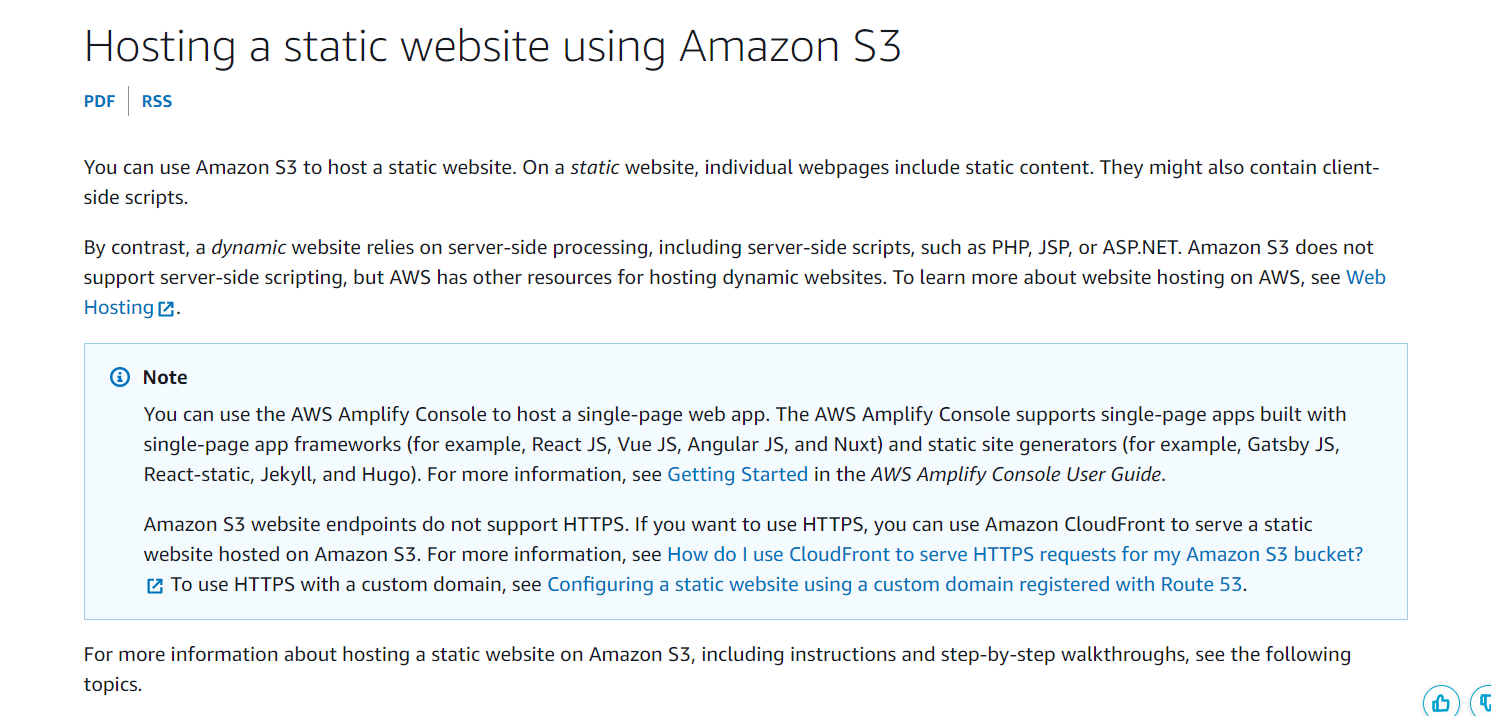 Hosting a static website using Amazon S3
PDF RSS
You can use Amazon S3 to host a static website. On a static website, individual webpages include static content. They might also contain client-
side scripts.
By contrast, a dynamic website relies on server-side processing, including server-side scripts, such as PHP, JSP, or ASP.NET. Amazon S3 does not
support server-side scripting, but AWS has other resources for hosting dynamic websites. To learn more about website hosting on AWS, see Web
Hosting.
Note
You can use the AWS Amplify Console to host a single-page web app. The AWS Amplify Console supports single-page apps built with
single-page app frameworks (for example, React JS, Vue JS, Angular JS, and Nuxt) and static site generators (for example, Gatsby JS,
React-static, Jekyll, and Hugo). For more information, see Getting Started in the AWS Amplify Console User Guide.
Amazon S3 website endpoints do not support HTTPS. If you want to use HTTPS, you can use Amazon CloudFront to serve a static
website hosted on Amazon S3. For more information, see How do I use CloudFront to serve HTTPS requests for my Amazon S3 bucket?
To use HTTPS with a custom domain, see Configuring a static website using a custom domain registered with Route 53.
For more information about hosting a static website on Amazon S3, including instructions and step-by-step walkthroughs, see the following
topics.